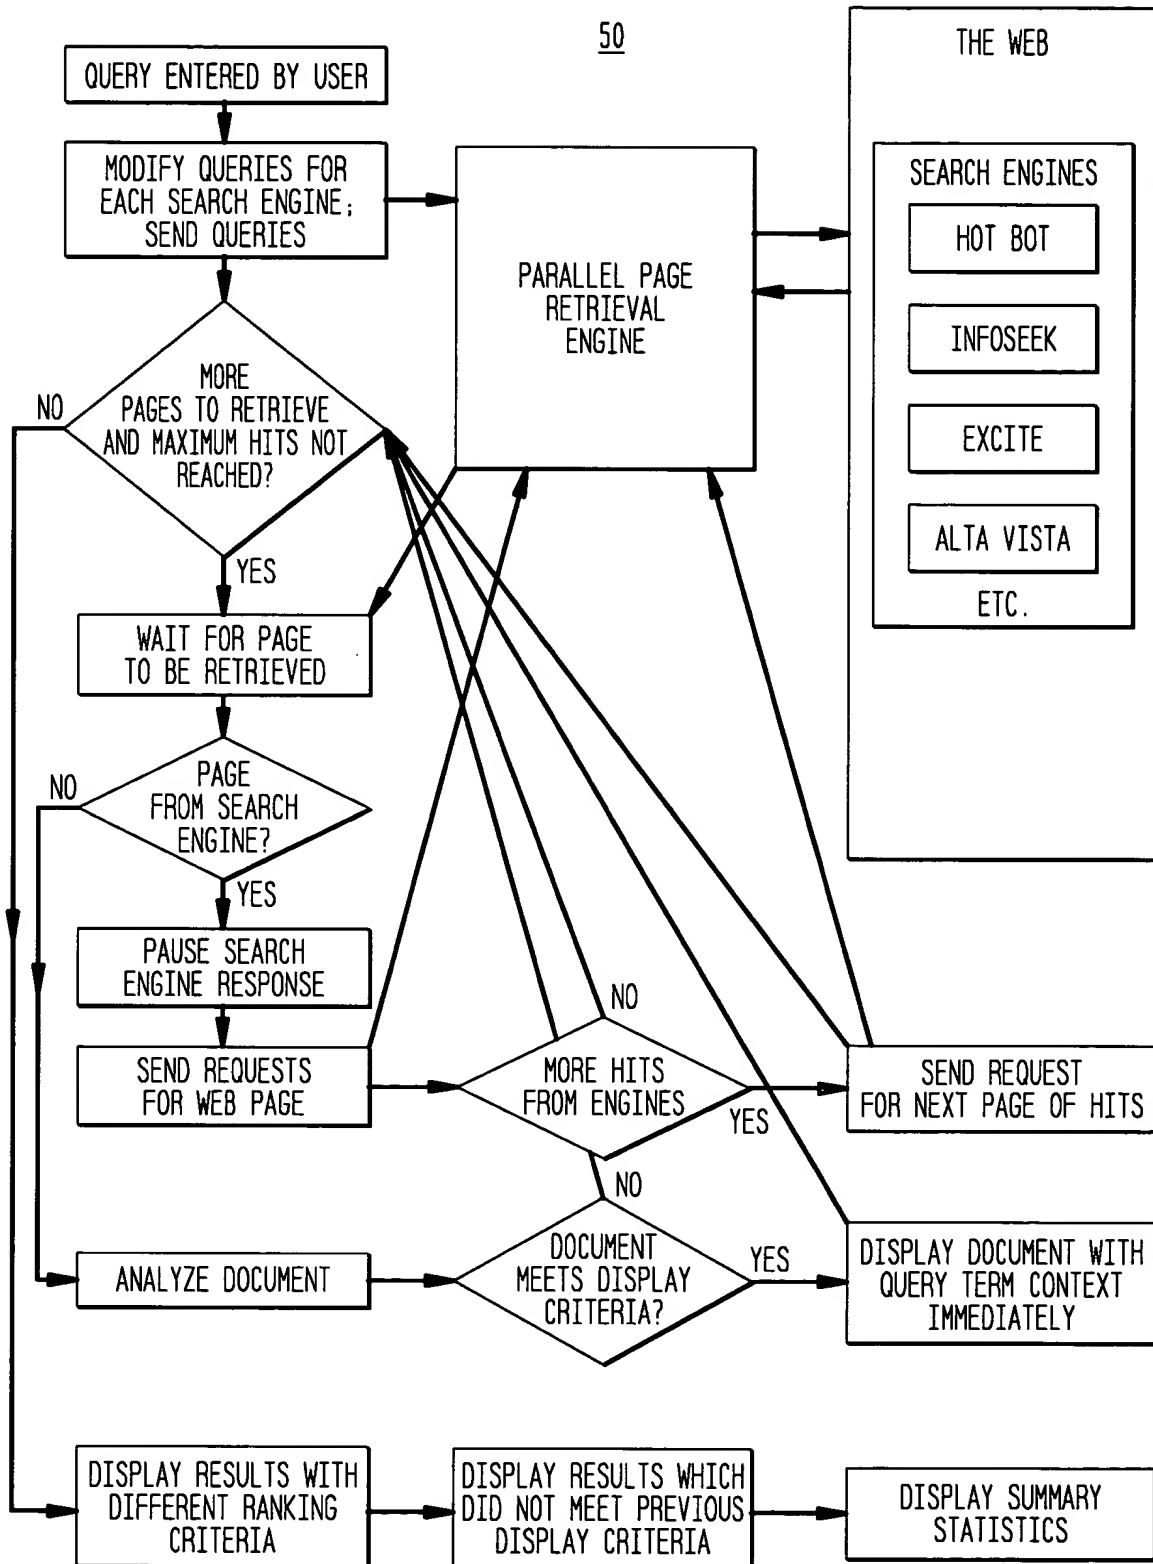 50
QUERY ENTERED BY USER
MODIFY QUERIES FOR
EACH SEARCH ENGINE;
SEND QUERIES
PARALLEL PAGE
RETRIEVAL
ENGINE
THE WEB
SEARCH ENGINES
HOT BOT
INFOSEEK
EXCITE
ALTA VISTA
ETC.
MORE
PAGES TO RETRIEVE
AND MAXIMUM HITS NOT
REACHED?
NO
YES
WAIT FOR PAGE
TO BE RETRIEVED
PAGE
FROM SEARCH
ENGINE?
NO
YES
PAUSE SEARCH
ENGINE RESPONSE
SEND REQUESTS
FOR WEB PAGE
MORE HITS
FROM ENGINES
NO
YES
SEND REQUEST
FOR NEXT PAGE OF HITS
ANALYZE DOCUMENT
DOCUMENT
MEETS DISPLAY
CRITERIA?
NO
YES
DISPLAY DOCUMENT WITH
QUERY TERM CONTEXT
IMMEDIATELY
DISPLAY RESULTS WITH
DIFFERENT RANKING
CRITERIA
DISPLAY RESULTS WHICH
DID NOT MEET PREVIOUS
DISPLAY CRITERIA
DISPLAY SUMMARY
STATISTICS